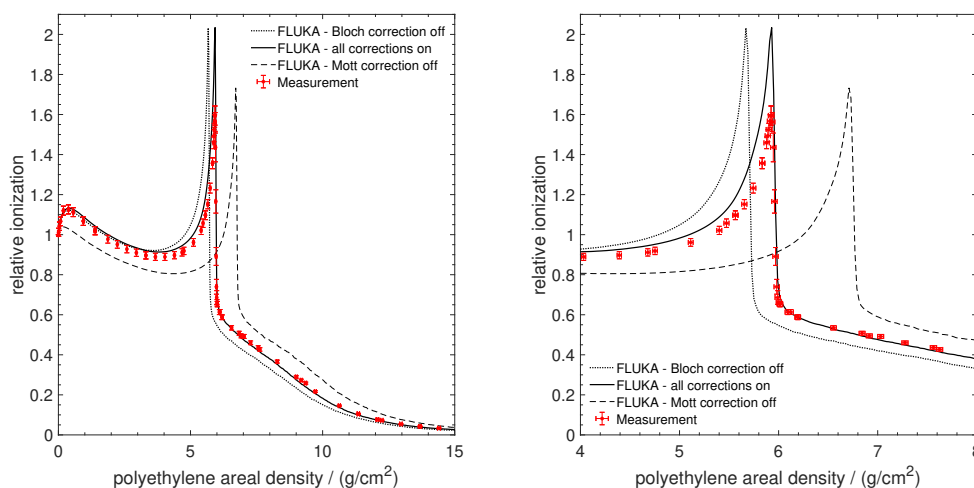 2
1.8
1.6
1.4
1.2
1
0.8
0.6
0.4
0.2
0
relative ionization
FLUKA - Bloch correction off
FLUKA - all corrections on
FLUKA - Mott correction off
Measurement
0 5 10 15
polyethylene areal density / (g/cm²)
2
1.8
1.6
1.4
1.2
1
0.8
0.6
0.4
0.2
0
relative ionization
FLUKA - Bloch correction off
FLUKA - all corrections on
FLUKA - Mott correction off
Measurement
4 5 6 7 8
polyethylene areal density / (g/cm²)